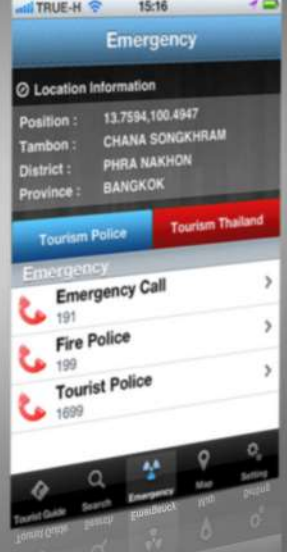 TRUE-H 15:16
Emergency
Location Information
Position : 13.7594,100.4947
Tambon : CHANA SONGKHRAM
District : PHRA NAKHON
Province : BANGKOK
Tourism Police Tourism Thailand
Emergency
Emergency Call
191
Fire Police
199
Tourist Police
1699
Tourist Guide Search Emergency Map Setting